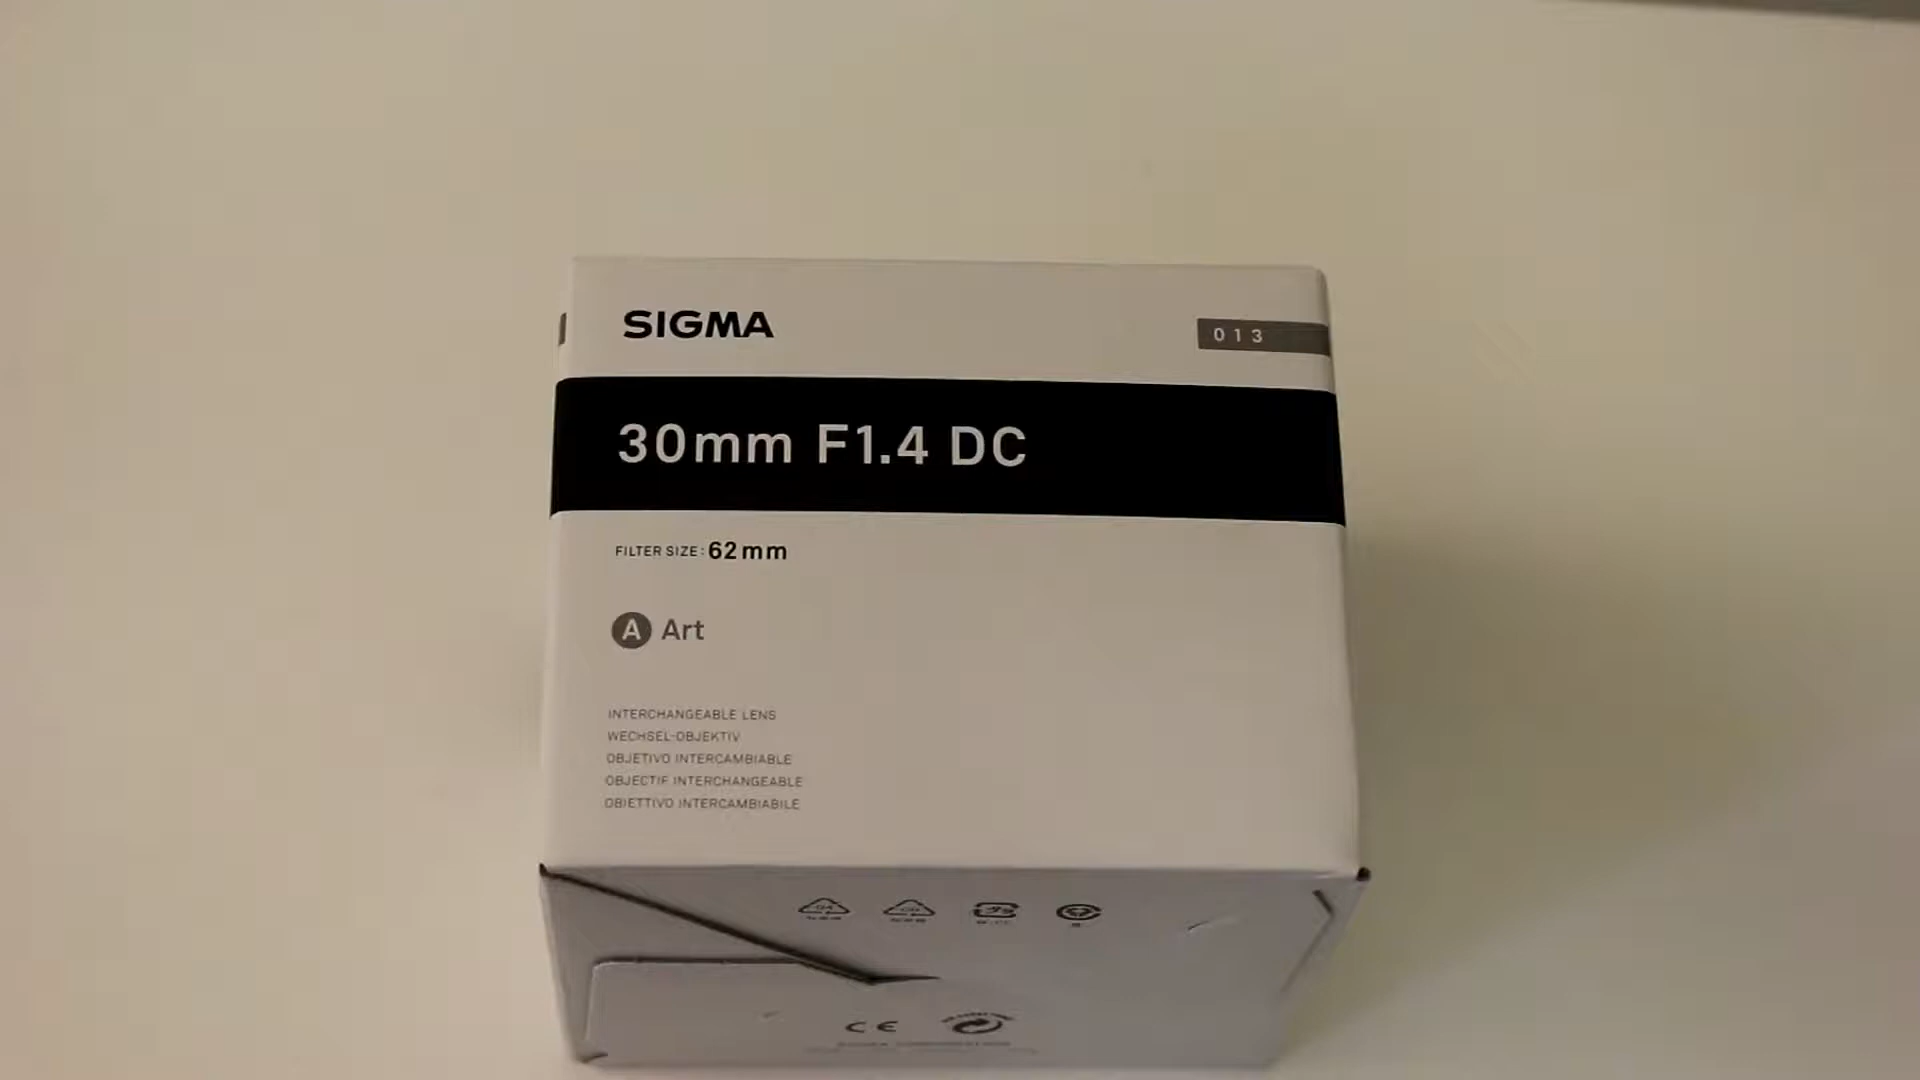 SIGMA
013
30mm F1.4 DC
FILTER SIZE: 62mm
A Art
INTERCHANGEABLE LENS
WECHSEL-OBJEKTIV
OBJETIVO INTERCAMBIABLE
OBJECTIF INTERCHANGEABLE
OBIETTIVO INTERCAMBIABILE
CE